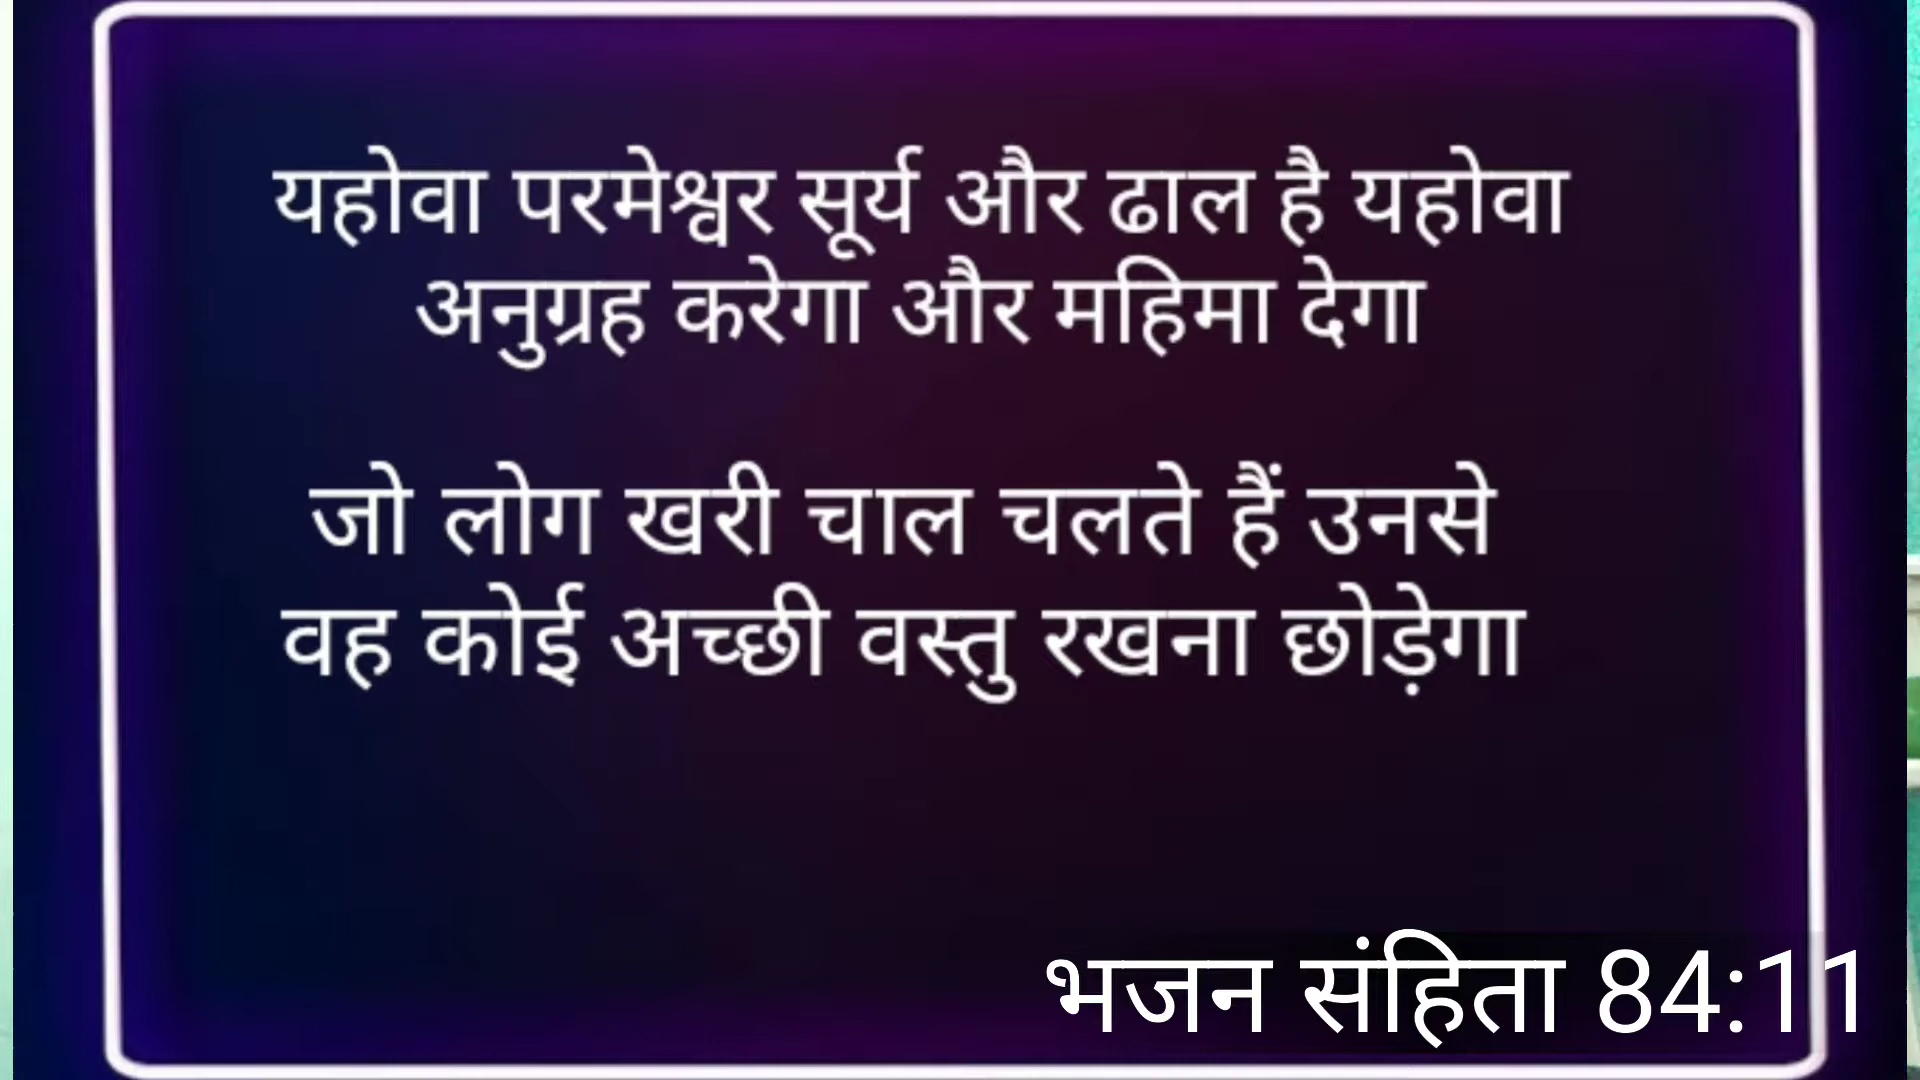 यहोवा परमेश्वर सूर्य और ढाल है यहोवा
अनुग्रह करेगा और महिमा देगा
जो लोग खरी चाल चलते हैं उनसे
वह कोई अच्छी वस्तु रखना छोड़ेगा
भजन संहिता 84:11